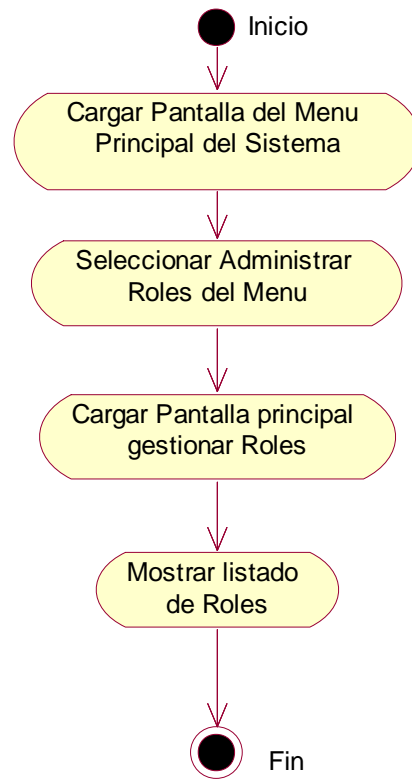 Inicio
Cargar Pantalla del Menu
Principal del Sistema
Seleccionar Administrar
Roles del Menu
Cargar Pantalla principal
gestionar Roles
Mostrar listado
de Roles
Fin